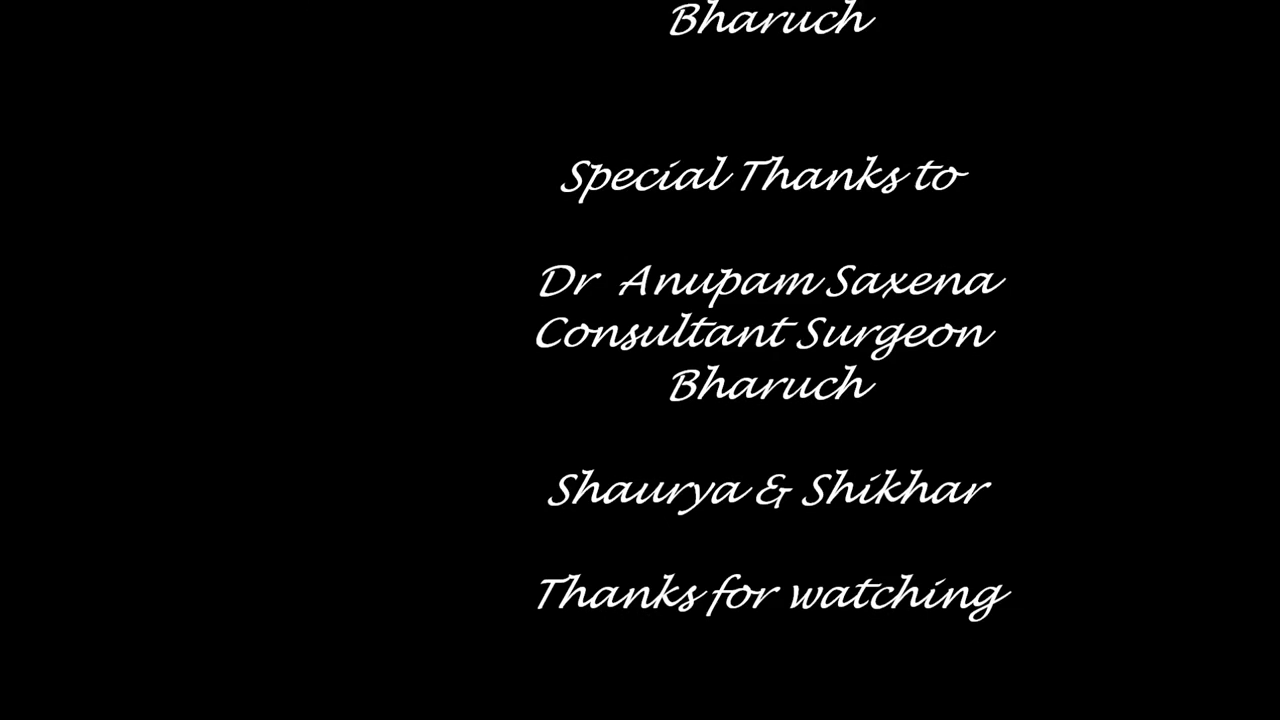 Bharuch
Special Thanks to
Dr Anupam Saxena
Consultant Surgeon
Bharuch
Shaurya & Shikhar
Thanks for watching